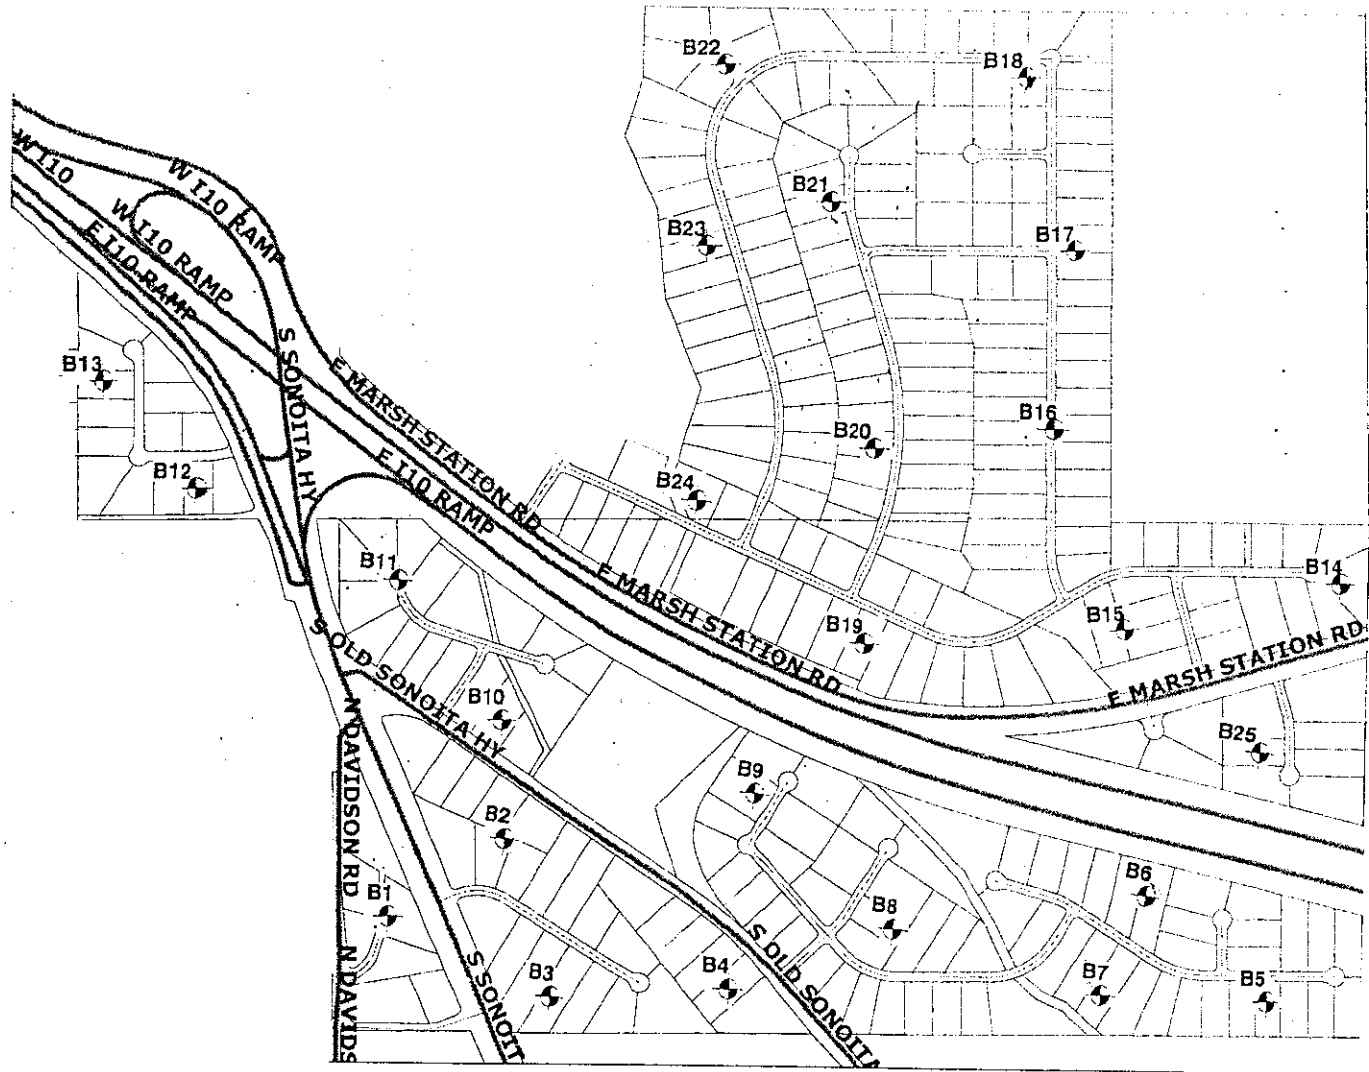 B22
B18
W I10
W I10 RAMP
B21
W I10 RAMP
B23
B17
E I10 RAMP
S SONOITA HY
B13
E MARSH STATION RD
B16
B20
E I10 RAMP
B12
B24
B11
E MARSH STATION RD
B14
B15
B19
S OLD SONOITA HY
E MARSH STATION RD
B10
N DAVIDSON RD
B25
B9
B2
B6
B1
B8
S OLD SONOITA
N DAVIDS
S SONOIT
B3
B4
B7
B5